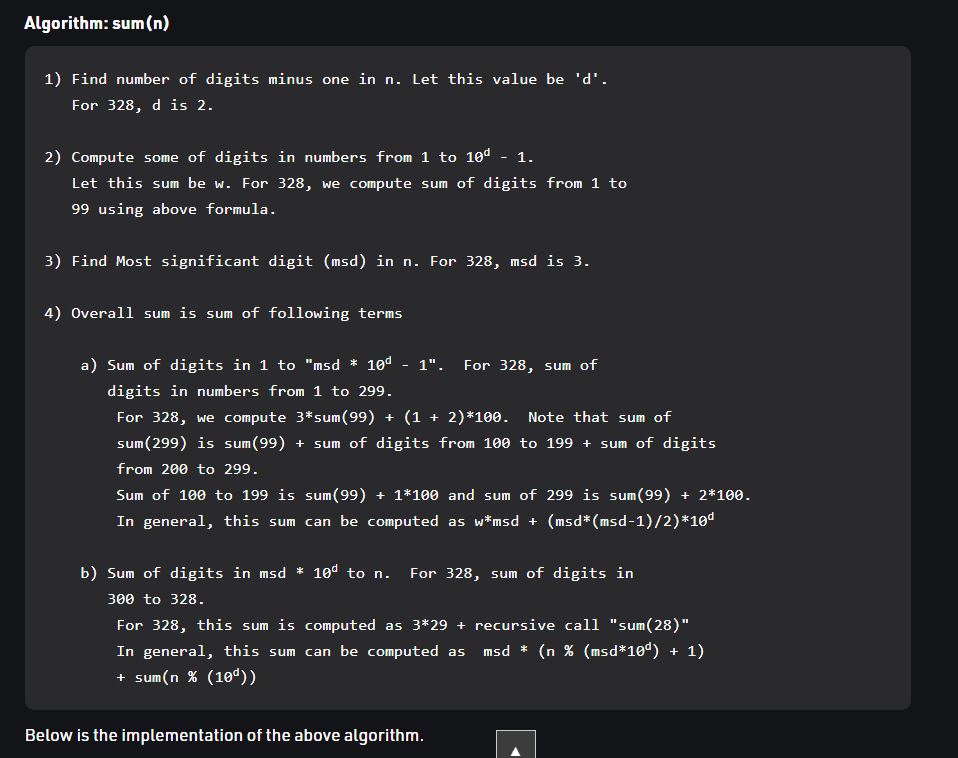 Algorithm: sum(n)
1) Find number of digits minus one in n. Let this value be 'd'.
For 328, d is 2.
2) Compute some of digits in numbers from 1 to 10ᵈ - 1.
Let this sum be w. For 328, we compute sum of digits from 1 to
99 using above formula.
3) Find Most significant digit (msd) in n. For 328, msd is 3.
4) Overall sum is sum of following terms
a) Sum of digits in 1 to "msd * 10ᵈ - 1". For 328, sum of
digits in numbers from 1 to 299.
For 328, we compute 3*sum(99) + (1 + 2)*100. Note that sum of
sum(299) is sum(99) + sum of digits from 100 to 199 + sum of digits
from 200 to 299.
Sum of 100 to 199 is sum(99) + 1*100 and sum of 299 is sum(99) + 2*100.
In general, this sum can be computed as w*msd + (msd*(msd-1)/2)*10ᵈ
b) Sum of digits in msd * 10ᵈ to n. For 328, sum of digits in
300 to 328.
For 328, this sum is computed as 3*29 + recursive call "sum(28)"
In general, this sum can be computed as msd * (n % (msd*10ᵈ) + 1)
+ sum(n % (10ᵈ))
Below is the implementation of the above algorithm.